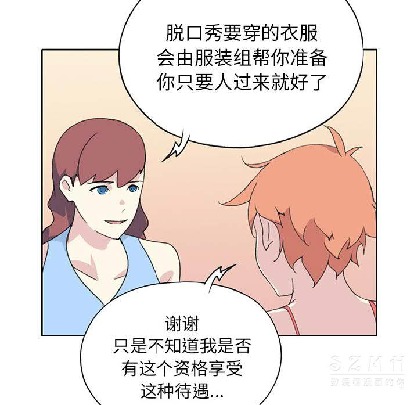 脱口秀要穿的衣服
会由服装组帮你准备
你只要人过来就好了
谢谢
只是不知道我是否
有这个资格享受
这种待遇...